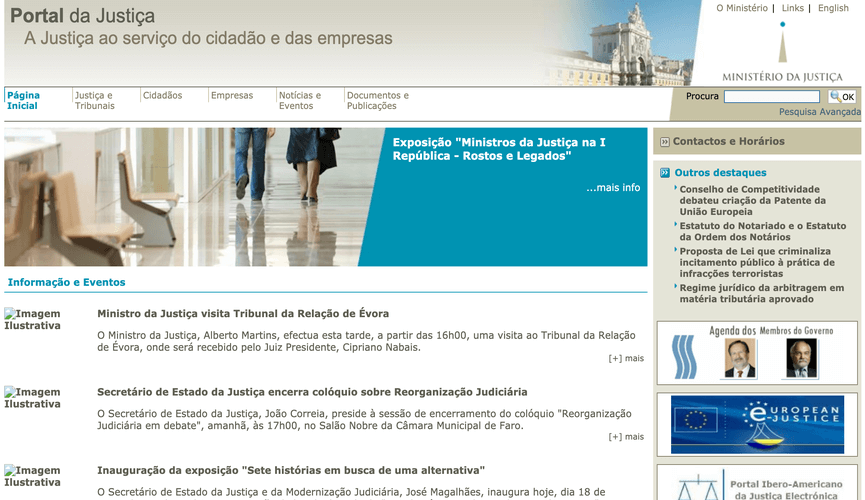 Portal da Justiça
A Justiça ao serviço do cidadão e das empresas
O Ministério | Links | English
MINISTÉRIO DA JUSTIÇA
Página
Inicial
Justiça e
Tribunais
Cidadãos
Empresas
Notícias e
Eventos
Documentos e
Publicações
Procura
OK
Pesquisa Avançada
Exposição "Ministros da Justiça na I
República - Rostos e Legados"
...mais info
Informação e Eventos
Imagem
Ilustrativa
Ministro da Justiça visita Tribunal da Relação de Évora
O Ministro da Justiça, Alberto Martins, efectua esta tarde, a partir das 16h00, uma visita ao Tribunal da Relação
de Évora, onde será recebido pelo Juiz Presidente, Cipriano Nabais.
[+] mais
Imagem
Ilustrativa
Secretário de Estado da Justiça encerra colóquio sobre Reorganização Judiciária
O Secretário de Estado da Justiça, João Correia, preside à sessão de encerramento do colóquio "Reorganização
Judiciária em debate", amanhã, às 17h00, no Salão Nobre da Câmara Municipal de Faro.
[+] mais
Imagem
Ilustrativa
Inauguração da exposição "Sete histórias em busca de uma alternativa"
O Secretário de Estado da Justiça e da Modernização Judiciária, José Magalhães, inaugura hoje, dia 18 de
Contactos e Horários
Outros destaques
Conselho de Competitividade
debateu criação da Patente da
União Europeia
Estatuto do Notariado e o Estatuto
da Ordem dos Notários
Proposta de Lei que criminaliza
incitamento público à prática de
infracções terroristas
Regime jurídico da arbitragem em
matéria tributária aprovado
Agenda dos Membros do Governo
EUROPEAN
JUSTICE
Portal Ibero-Americano
da Justiça Electrónica